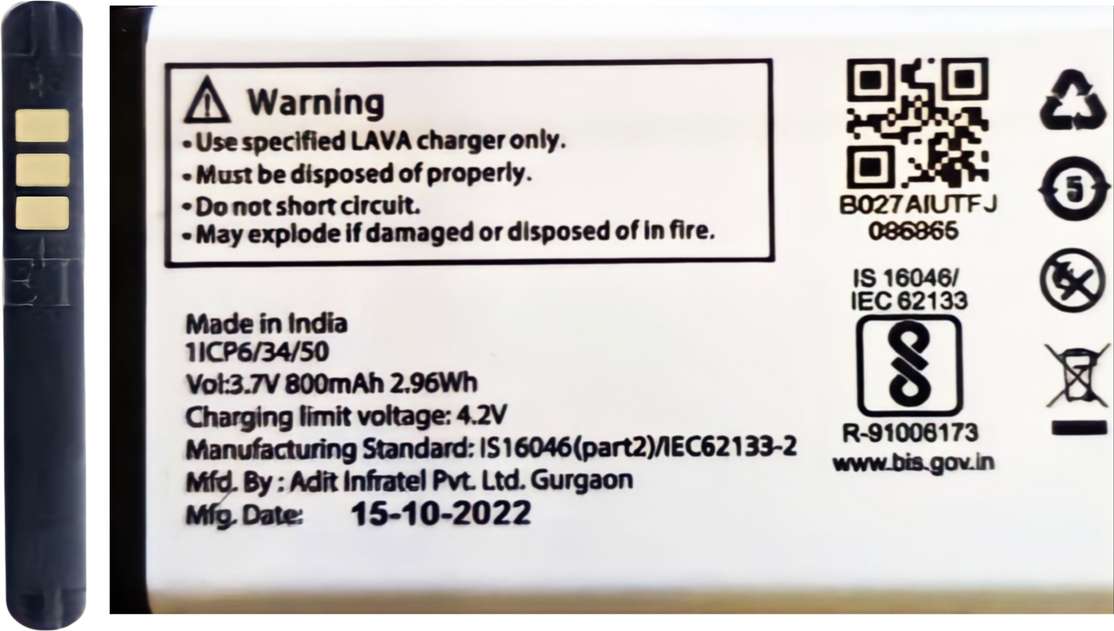 Warning
• Use specified LAVA charger only.
• Must be disposed of properly.
• Do not short circuit.
• May explode if damaged or disposed of in fire.
Made in India
1ICP6/34/50
Vol:3.7V 800mAh 2.96Wh
Charging limit voltage: 4.2V
Manufacturing Standard: IS16046(part2)/IEC62133-2
Mfd. By : Adit Infratel Pvt. Ltd. Gurgaon
Mfg. Date: 15-10-2022
B027AIUTFJ
086865
IS 16046/
IEC 62133
R-91006173
www.bis.gov.in
5